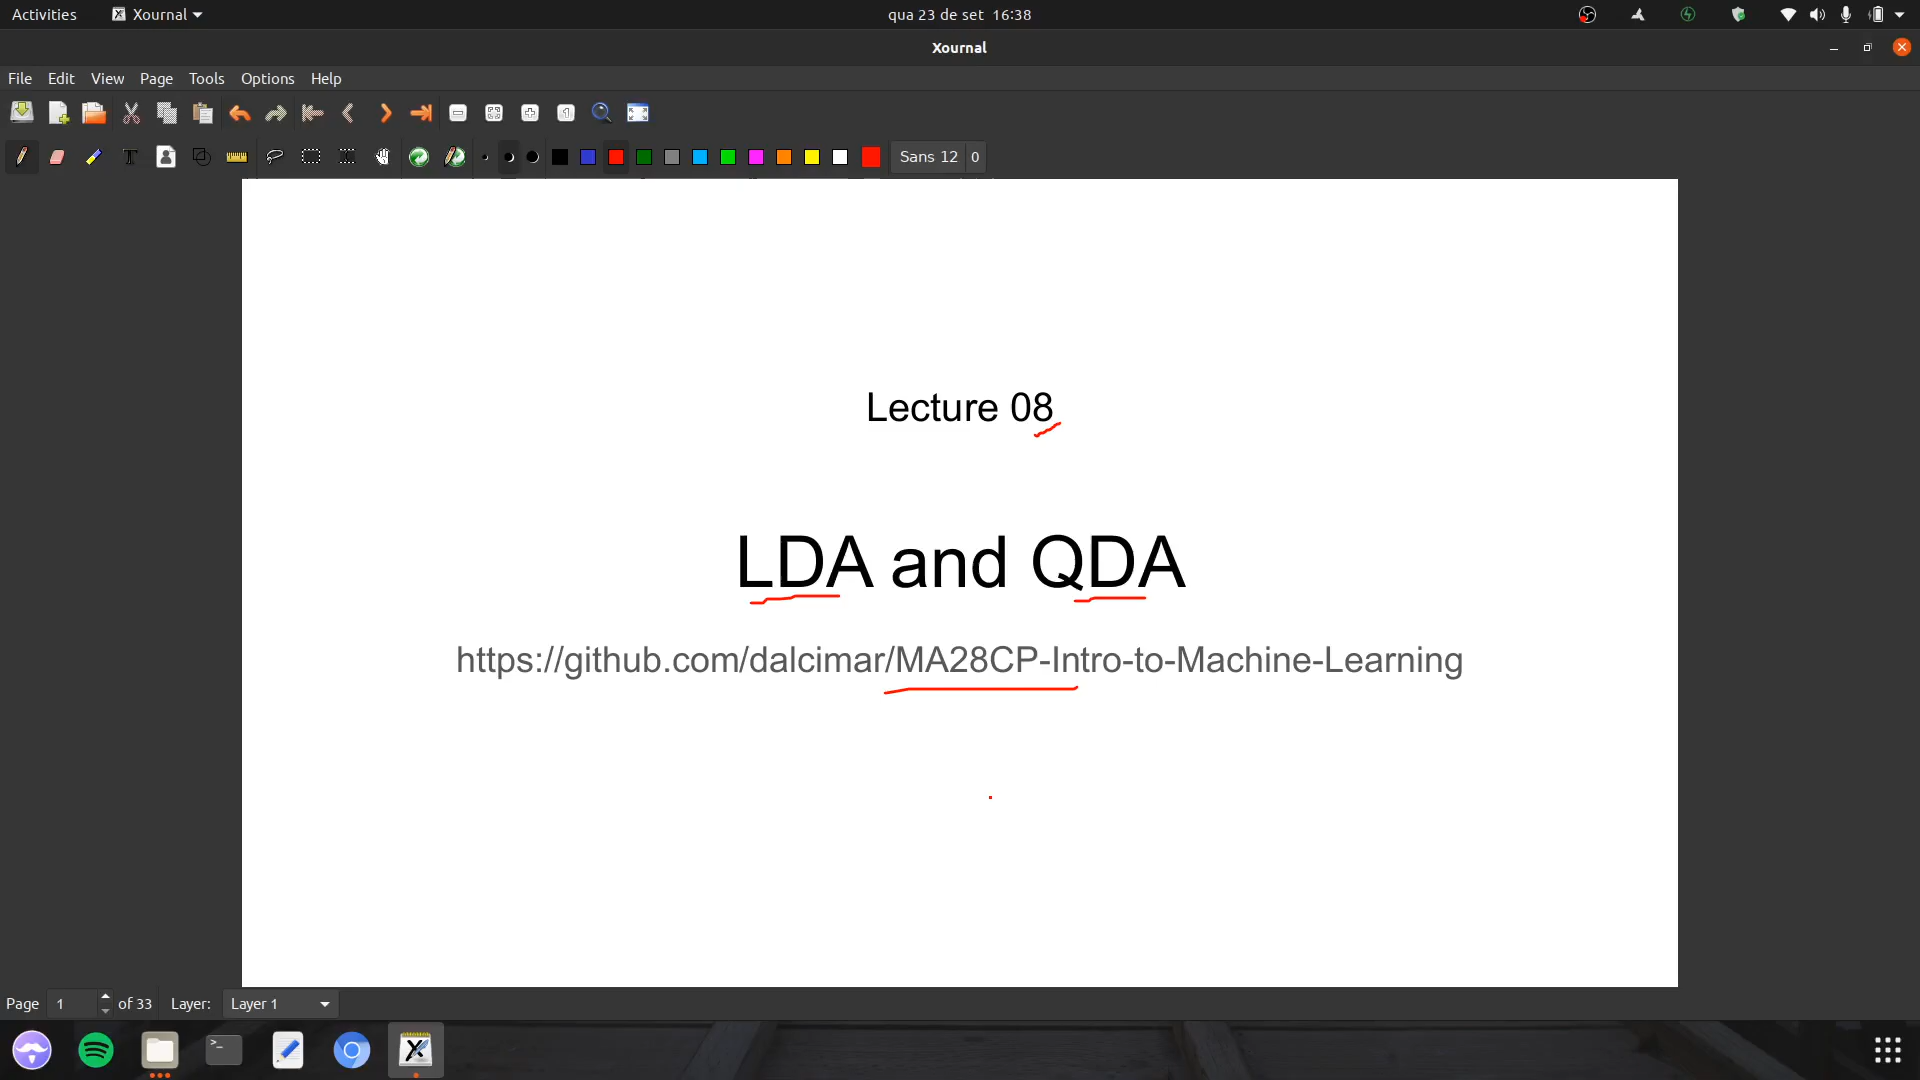 Activities Xournal qua 23 de set 16:38
Xournal
File Edit View Page Tools Options Help
T Sans 12 0
Lecture 08
LDA and QDA
https://github.com/dalcimar/MA28CP-Intro-to-Machine-Learning
Page 1 of 33 Layer: Layer 1